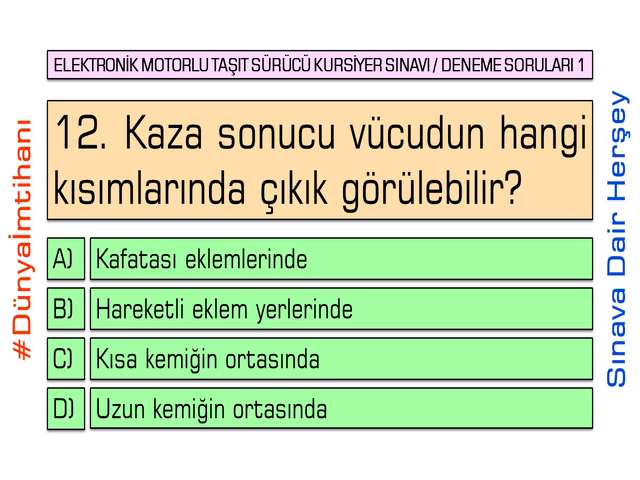 ELEKTRONİK MOTORLU TAŞIT SÜRÜCÜ KURSİYER SINAVI / DENEME SORULARI 1
12. Kaza sonucu vücudun hangi
kısımlarında çıkık görülebilir?
A) Kafatası eklemlerinde
B) Hareketli eklem yerlerinde
C) Kısa kemiğin ortasında
D) Uzun kemiğin ortasında
#Dünyaİmtihanı
Sınava Dair Herşey